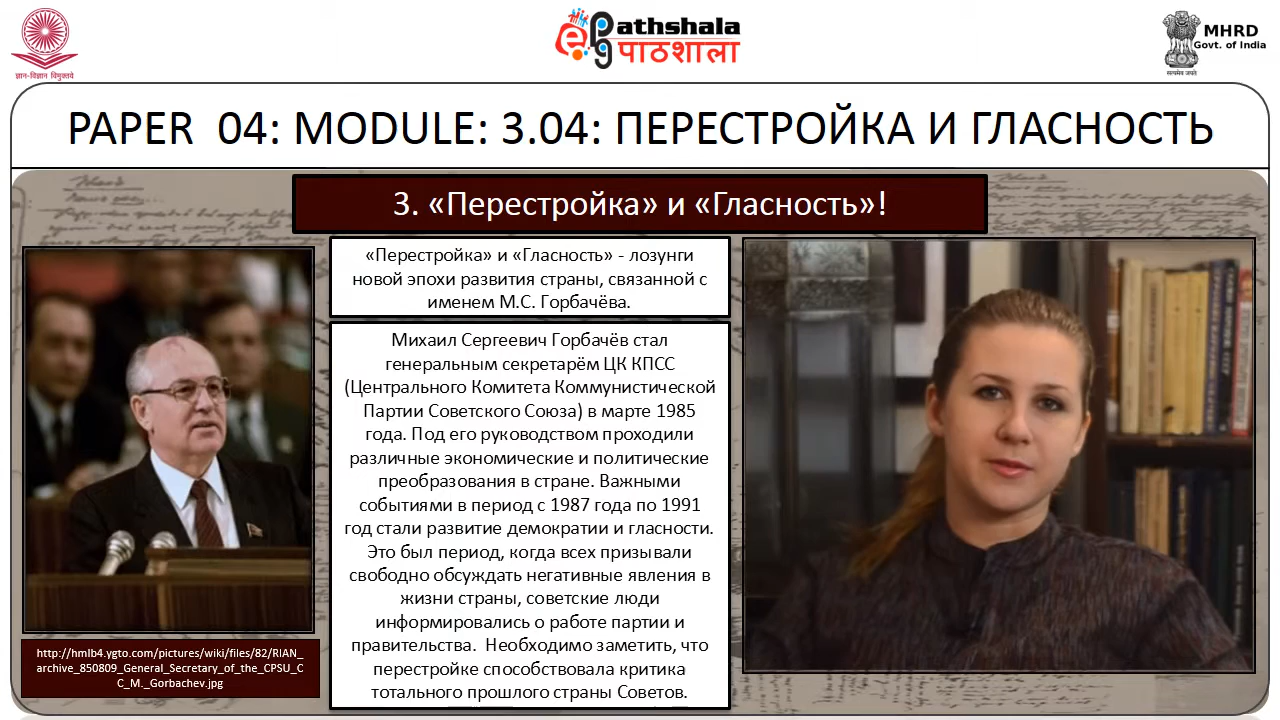 ज्ञान-विज्ञान विमुक्तये
ePathshala
पाठशाला
MHRD
Govt. of India
सत्यमेव जयते
PAPER 04: MODULE: 3.04: ПЕРЕСТРОЙКА И ГЛАСНОСТЬ
3. «Перестройка» и «Гласность»!
«Перестройка» и «Гласность» - лозунги
новой эпохи развития страны, связанной с
именем М.С. Горбачёва.
Михаил Сергеевич Горбачёв стал
генеральным секретарём ЦК КПСС
(Центрального Комитета Коммунистической
Партии Советского Союза) в марте 1985
года. Под его руководством проходили
различные экономические и политические
преобразования в стране. Важными
событиями в период с 1987 года по 1991
год стали развитие демократии и гласности.
Это был период, когда всех призывали
свободно обсуждать негативные явления в
жизни страны, советские люди
информировались о работе партии и
правительства. Необходимо заметить, что
перестройке способствовала критика
тотального прошлого страны Советов.
http://hmlb4.ygto.com/pictures/wiki/files/82/RIAN_
archive_850809_General_Secretary_of_the_CPSU_C
C_M._Gorbachev.jpg